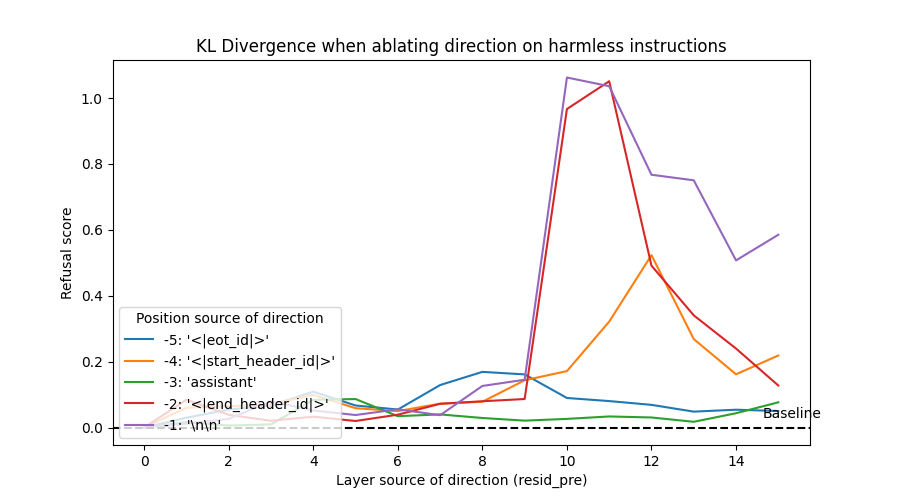 KL Divergence when ablating direction on harmless instructions
Refusal score
1.0
0.8
0.6
0.4
0.2
0.0
Position source of direction
-5: '<|eot_id|>'
-4: '<|start_header_id|>'
-3: 'assistant'
-2: '<|end_header_id|>'
-1: '\n\n'
Baseline
0 2 4 6 8 10 12 14
Layer source of direction (resid_pre)